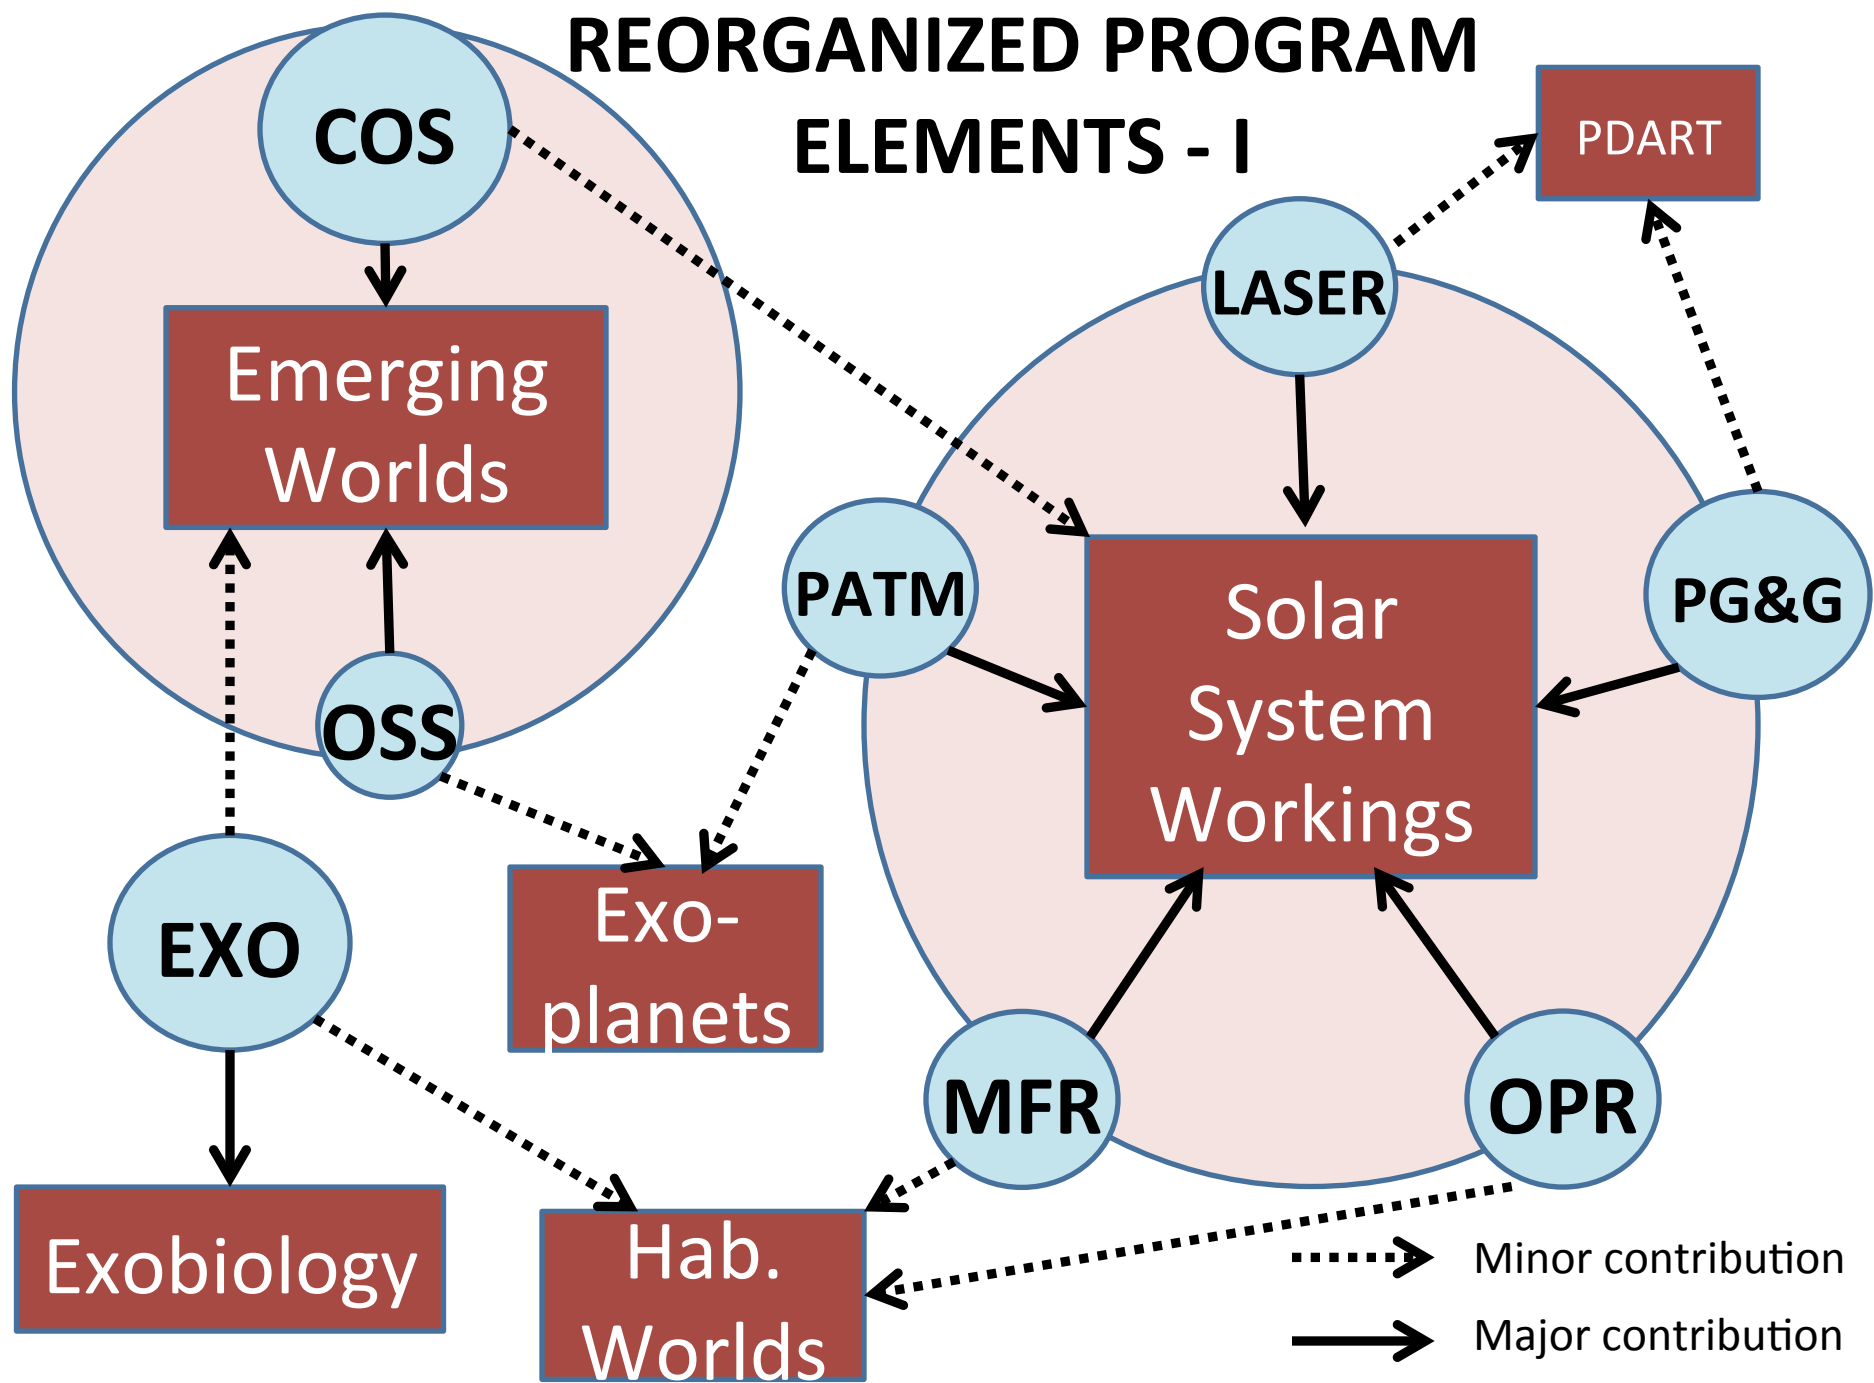 REORGANIZED PROGRAM
ELEMENTS - I
COS
PDART
LASER
Emerging
Worlds
PATM
PG&G
Solar
System
Workings
OSS
EXO
Exo-
planets
MFR
OPR
Exobiology
Hab.
Worlds
Minor contribution
Major contribution